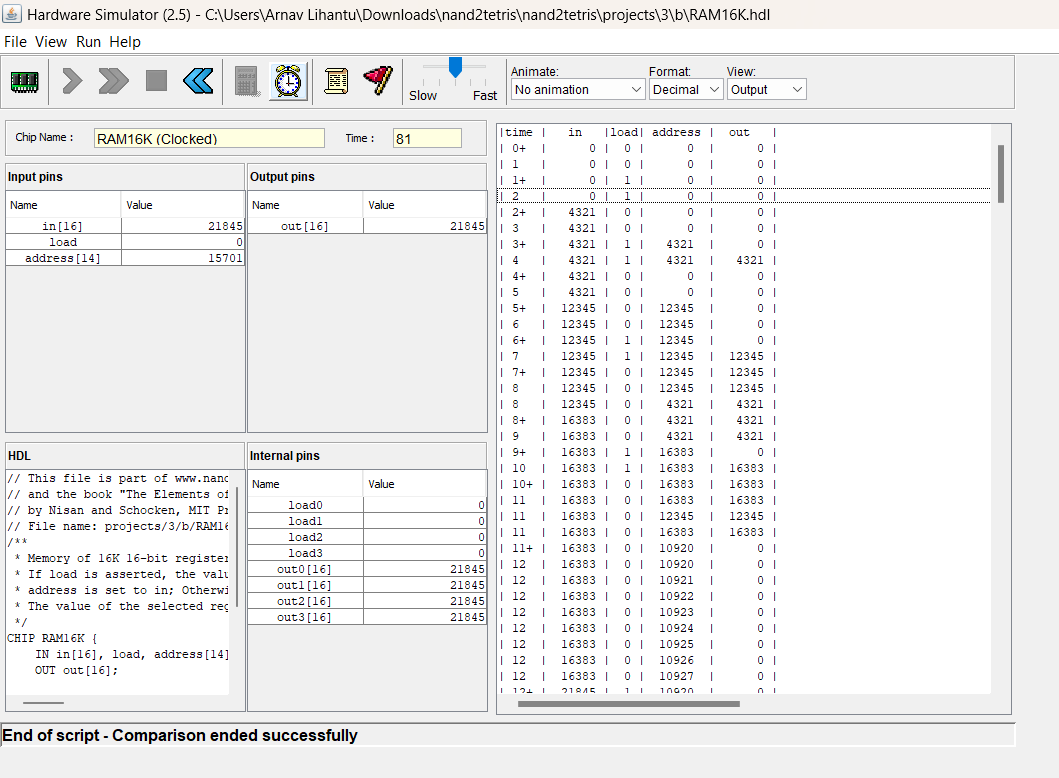 Hardware Simulator (2.5) - C:\Users\Arnav Lihantu\Downloads\nand2tetris\nand2tetris\projects\3\b\RAM16K.hdl
File View Run Help
Slow Fast
Animate: Format: View:
No animation Decimal Output
Chip Name : RAM16K (Clocked) Time : 81
Input pins
Name Value
in[16] 21845
load 0
address[14] 15701
Output pins
Name Value
out[16] 21845
HDL
// This file is part of www.nand
// and the book "The Elements of
// by Nisan and Schocken, MIT Pr
// File name: projects/3/b/RAM16
/**
* Memory of 16K 16-bit register
* If load is asserted, the valu
* address is set to in; Otherwi
* The value of the selected reg
*/
CHIP RAM16K {
IN in[16], load, address[14]
OUT out[16];
Internal pins
Name Value
load0 0
load1 0
load2 0
load3 0
out0[16] 21845
out1[16] 21845
out2[16] 21845
out3[16] 21845
|time | in |load| address | out |
| 0+ | 0 | 0 | 0 | 0 |
| 1 | 0 | 0 | 0 | 0 |
| 1+ | 0 | 1 | 0 | 0 |
| 2 | 0 | 1 | 0 | 0 |
| 2+ | 4321 | 0 | 0 | 0 |
| 3 | 4321 | 0 | 0 | 0 |
| 3+ | 4321 | 1 | 4321 | 0 |
| 4 | 4321 | 1 | 4321 | 4321 |
| 4+ | 4321 | 0 | 0 | 0 |
| 5 | 4321 | 0 | 0 | 0 |
| 5+ | 12345 | 0 | 12345 | 0 |
| 6 | 12345 | 0 | 12345 | 0 |
| 6+ | 12345 | 1 | 12345 | 0 |
| 7 | 12345 | 1 | 12345 | 12345 |
| 7+ | 12345 | 0 | 12345 | 12345 |
| 8 | 12345 | 0 | 12345 | 12345 |
| 8 | 12345 | 0 | 4321 | 4321 |
| 8+ | 16383 | 0 | 4321 | 4321 |
| 9 | 16383 | 0 | 4321 | 4321 |
| 9+ | 16383 | 1 | 16383 | 0 |
| 10 | 16383 | 1 | 16383 | 16383 |
| 10+ | 16383 | 0 | 16383 | 16383 |
| 11 | 16383 | 0 | 16383 | 16383 |
| 11 | 16383 | 0 | 12345 | 12345 |
| 11 | 16383 | 0 | 16383 | 16383 |
| 11+ | 16383 | 0 | 10920 | 0 |
| 12 | 16383 | 0 | 10920 | 0 |
| 12 | 16383 | 0 | 10921 | 0 |
| 12 | 16383 | 0 | 10922 | 0 |
| 12 | 16383 | 0 | 10923 | 0 |
| 12 | 16383 | 0 | 10924 | 0 |
| 12 | 16383 | 0 | 10925 | 0 |
| 12 | 16383 | 0 | 10926 | 0 |
| 12 | 16383 | 0 | 10927 | 0 |
| 12+ | 21845 | 1 | 10920 | 0 |
End of script - Comparison ended successfully